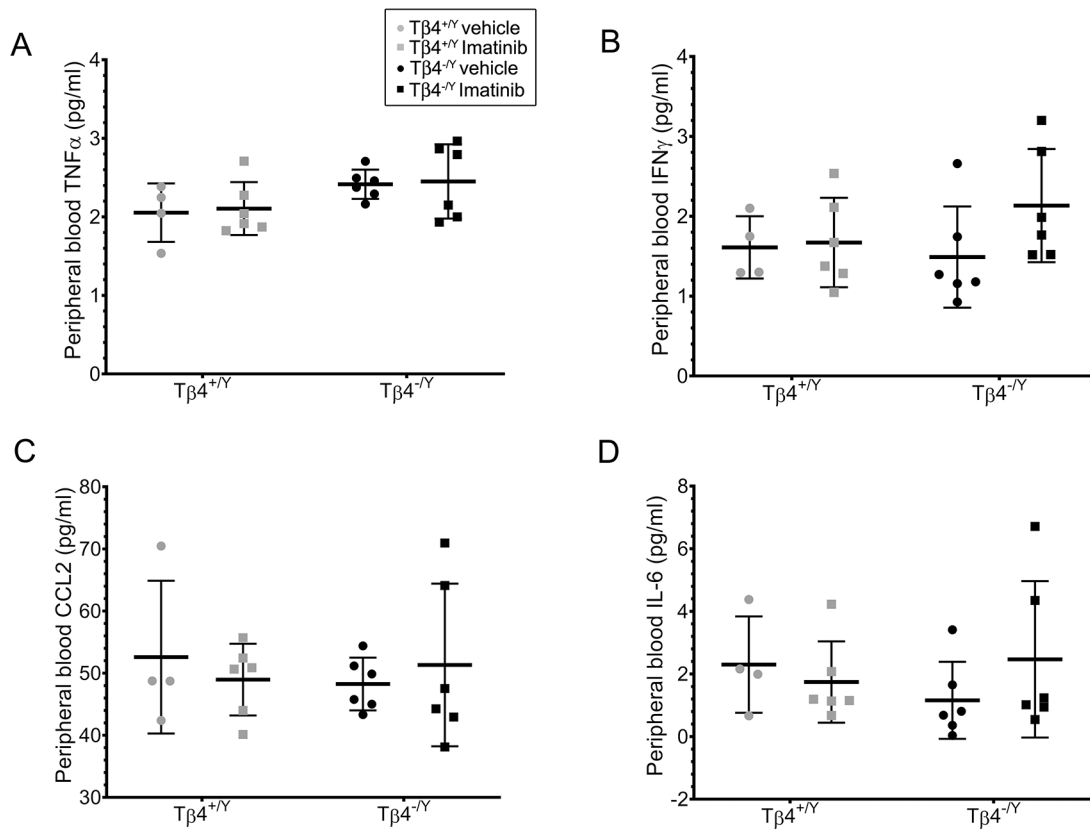 A
Tβ4+/Y vehicle
Tβ4+/Y Imatinib
Tβ4-/Y vehicle
Tβ4-/Y Imatinib
Peripheral blood TNFα (pg/ml)
4
3
2
1
0
Tβ4+/Y Tβ4-/Y
B
Peripheral blood IFNγ (pg/ml)
4
3
2
1
0
Tβ4+/Y Tβ4-/Y
C
Peripheral blood CCL2 (pg/ml)
80
70
60
50
40
30
Tβ4+/Y Tβ4-/Y
D
Peripheral blood IL-6 (pg/ml)
8
6
4
2
0
-2
Tβ4+/Y Tβ4-/Y